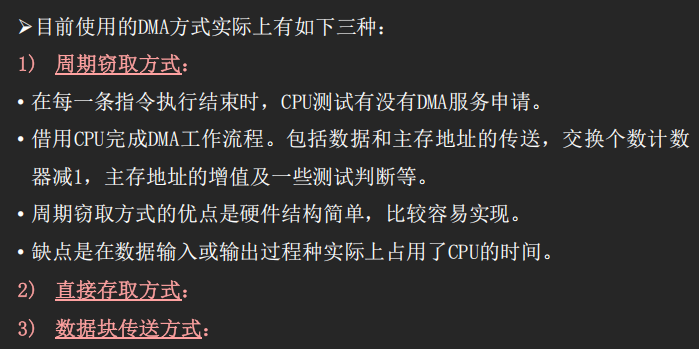 ➢目前使用的DMA方式实际上有如下三种：
1) 周期窃取方式：
• 在每一条指令执行结束时，CPU测试有没有DMA服务申请。
• 借用CPU完成DMA工作流程。包括数据和主存地址的传送，交换个数计数
器减1，主存地址的增值及一些测试判断等。
• 周期窃取方式的优点是硬件结构简单，比较容易实现。
• 缺点是在数据输入或输出过程种实际上占用了CPU的时间。
2) 直接存取方式：
3) 数据块传送方式：